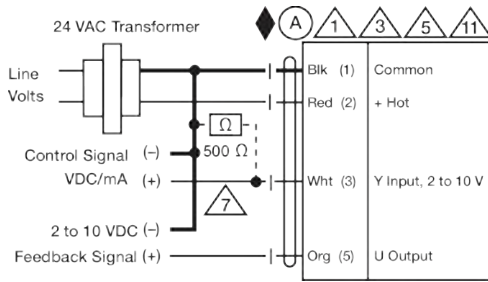 24 VAC Transformer
A 1 3 5 11
Line Volts
Blk (1) Common
Red (2) + Hot
Ω
500 Ω
Control Signal (-)
VDC/mA (+)
Wht (3) Y Input, 2 to 10 V
7
2 to 10 VDC (-)
Feedback Signal (+)
Org (5) U Output